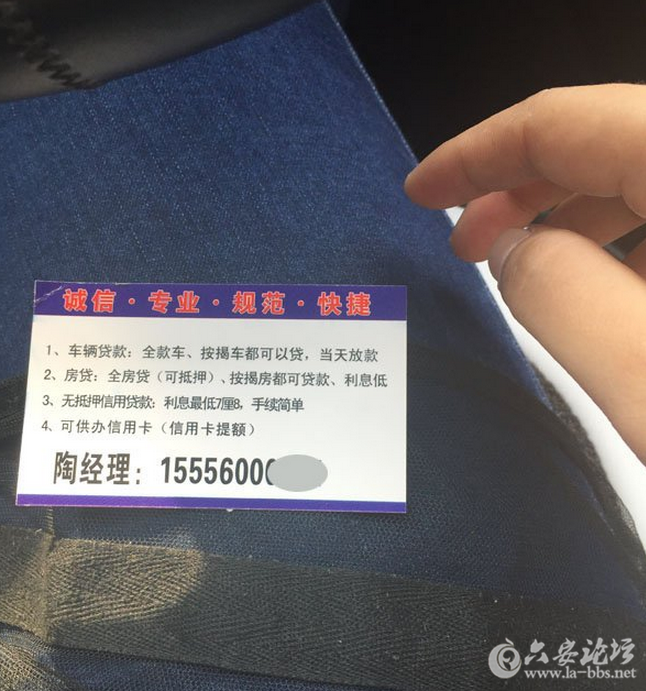 诚信·专业·规范·快捷
1、车辆贷款：全款车、按揭车都可以贷，当天放款
2、房贷：全房贷（可抵押）、按揭房都可贷款、利息低
3、无抵押信用贷款：利息最低7厘8，手续简单
4、可供办信用卡（信用卡提额）
陶经理：15556000
六安论坛
www.la-bbs.net